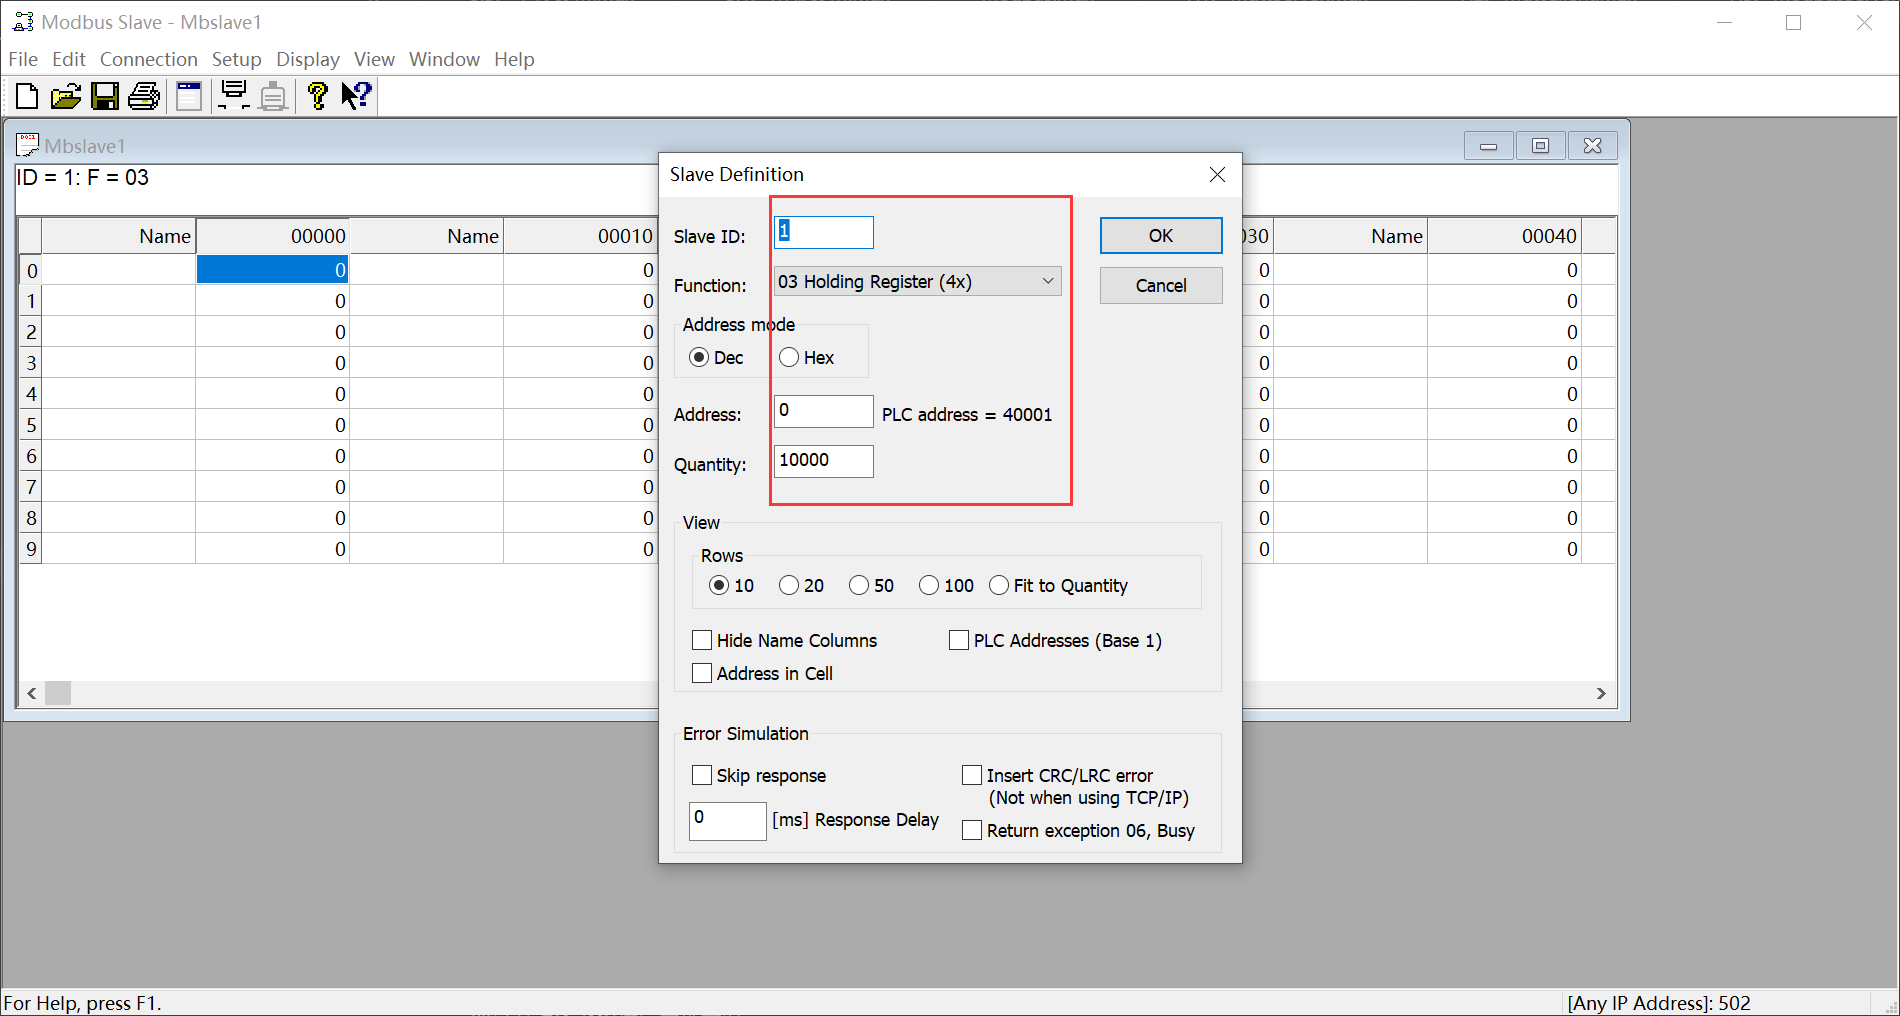 Modbus Slave - Mbslave1
File Edit Connection Setup Display View Window Help
Mbslave1
ID = 1: F = 03
Name 00000 Name 00010 030 Name 00040
0 0 0 0 0
1 0 0 0 0
2 0 0 0 0
3 0 0 0 0
4 0 0 0 0
5 0 0 0 0
6 0 0 0 0
7 0 0 0 0
8 0 0 0 0
9 0 0 0 0
Slave Definition
Slave ID: 1 OK
Function: 03 Holding Register (4x) Cancel
Address mode
Dec Hex
Address: 0 PLC address = 40001
Quantity: 10000
View
Rows
10 20 50 100 Fit to Quantity
Hide Name Columns PLC Addresses (Base 1)
Address in Cell
Error Simulation
Skip response Insert CRC/LRC error
(Not when using TCP/IP)
0 [ms] Response Delay
Return exception 06, Busy
For Help, press F1. [Any IP Address]: 502